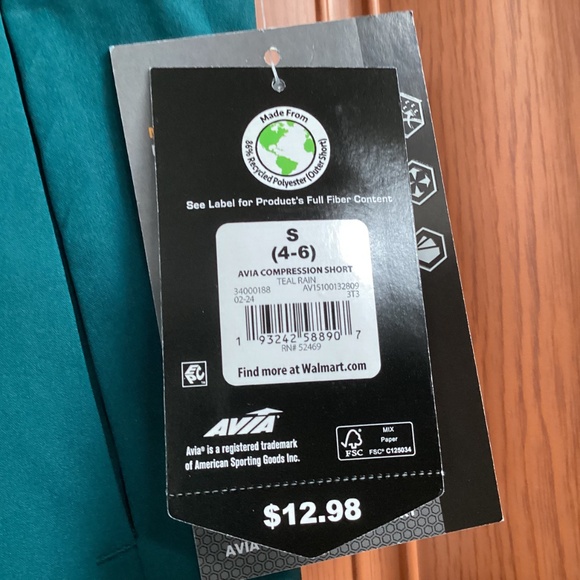 Made From
86% Recycled Polyester (Outer Short)
See Label for Product's Full Fiber Content
S
(4-6)
AVIA COMPRESSION SHORT
TEAL RAIN
34000188 AV15100132809
02-24 3T3
1 93242 58890 7
RN# 52469
Find more at Walmart.com
AVIA
Avia® is a registered trademark
of American Sporting Goods Inc.
FSC
MIX
Paper
FSC® C125034
$12.98
AVIA